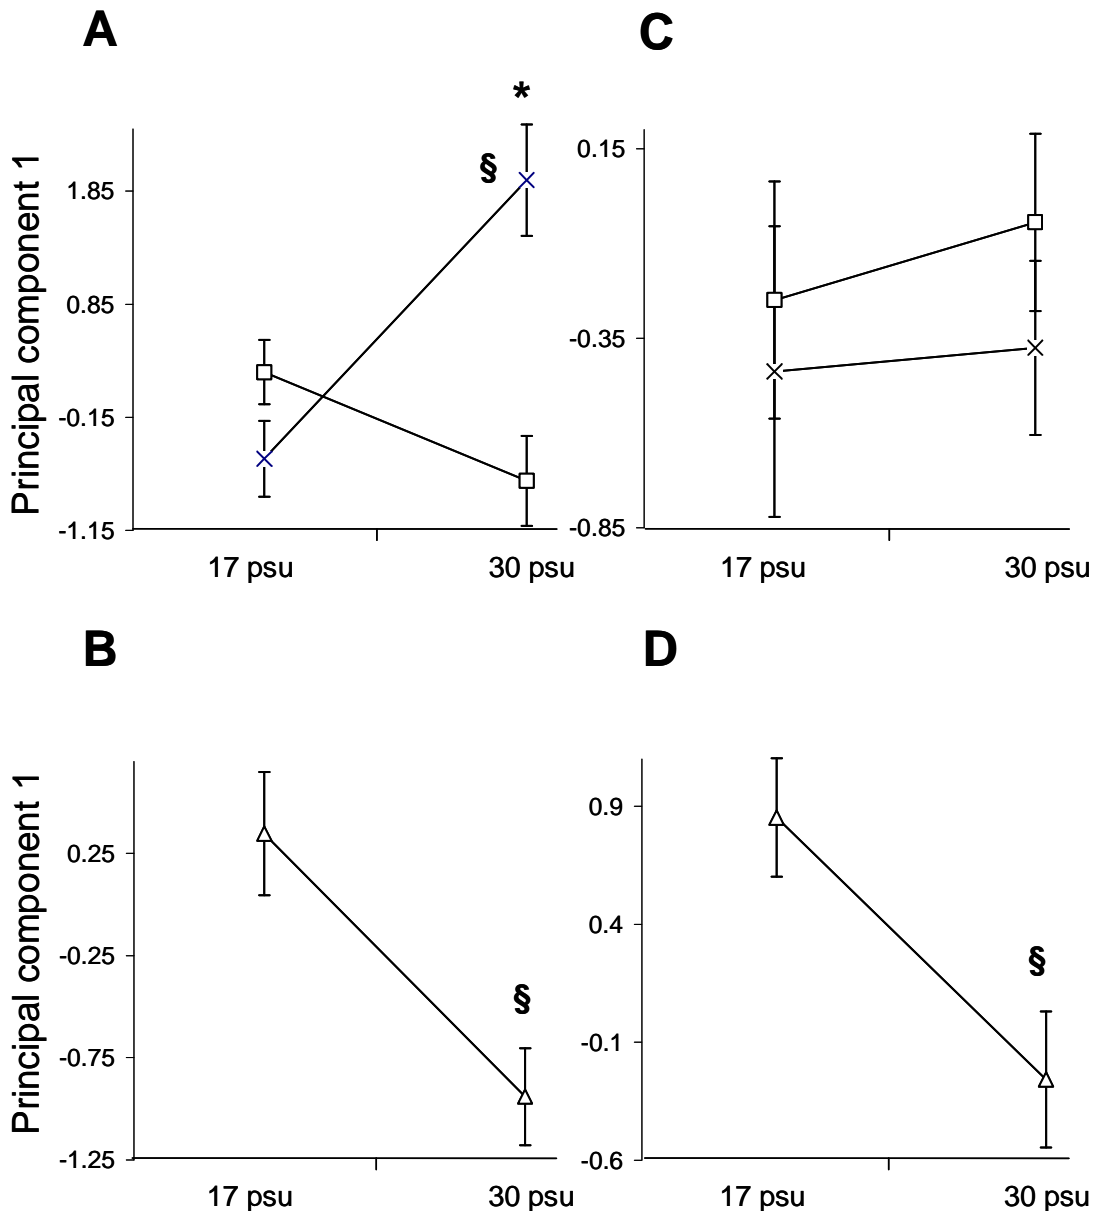 A
*
§
Principal component 1
1.85
0.85
-0.15
-1.15
17 psu
30 psu
C
0.15
-0.35
-0.85
17 psu
30 psu
B
Principal component 1
0.25
-0.25
-0.75
-1.25
§
17 psu
30 psu
D
0.9
0.4
-0.1
-0.6
§
17 psu
30 psu